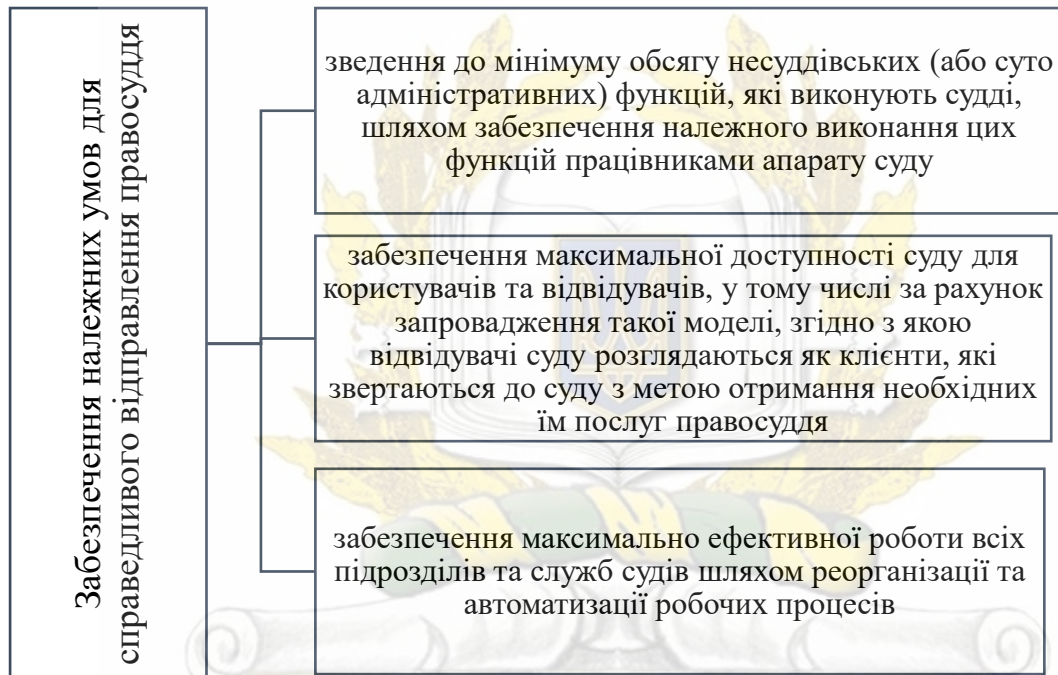 Забезпечення належних умов для
справедливого відправлення правосуддя
зведення до мінімуму обсягу несуддівських (або суто
адміністративних) функцій, які виконують судді,
шляхом забезпечення належного виконання цих
функцій працівниками апарату суду
забезпечення максимальної доступності суду для
користувачів та відвідувачів, у тому числі за рахунок
запровадження такої моделі, згідно з якою
відвідувачі суду розглядаються як клієнти, які
звертаються до суду з метою отримання необхідних
їм послуг правосуддя
забезпечення максимально ефективної роботи всіх
підрозділів та служб судів шляхом реорганізації та
автоматизації робочих процесів